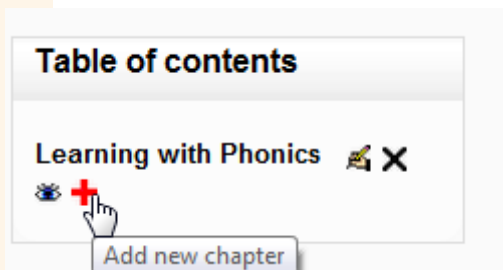 Table of contents
Learning with Phonics
Add new chapter